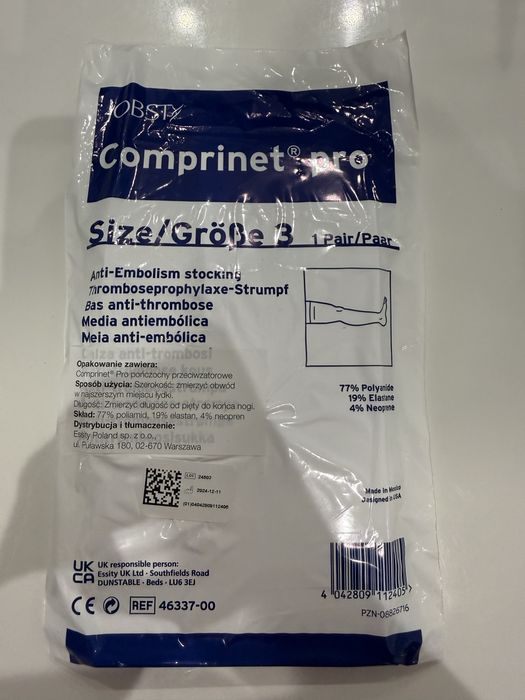 JOBST
Comprinet® pro
Size/Größe 3 1 Pair/Paar
Anti-Embolism stocking
Thromboseprophylaxe-Strumpf
Bas anti-thrombose
Media antiembólica
Meia anti-embólica
Calza anti-trombosi
Opakowanie zawiera:
Comprinet® Pro pończochy przeciwzatorowe
Sposób użycia: Szerokość: zmierzyć obwód
w najszerszym miejscu łydki.
Długość: Zmierzyć długość od pięty do końca nogi.
Skład: 77% poliamid, 19% elastan, 4% neopren
Dystrybucja i tłumaczenie:
Essity Poland sp. z o.o.,
ul. Puławska 180, 02-670 Warszawa
77% Polyamide
19% Elastane
4% Neoprene
LOT
2024-12-11
Made in Mexico
Designed in USA
UK responsible person:
Essity UK Ltd - Southfields Road
DUNSTABLE - Beds - LU6 3EJ
UK
CA
CE REF 46337-00
4 042809 112405 >
PZN-06826716